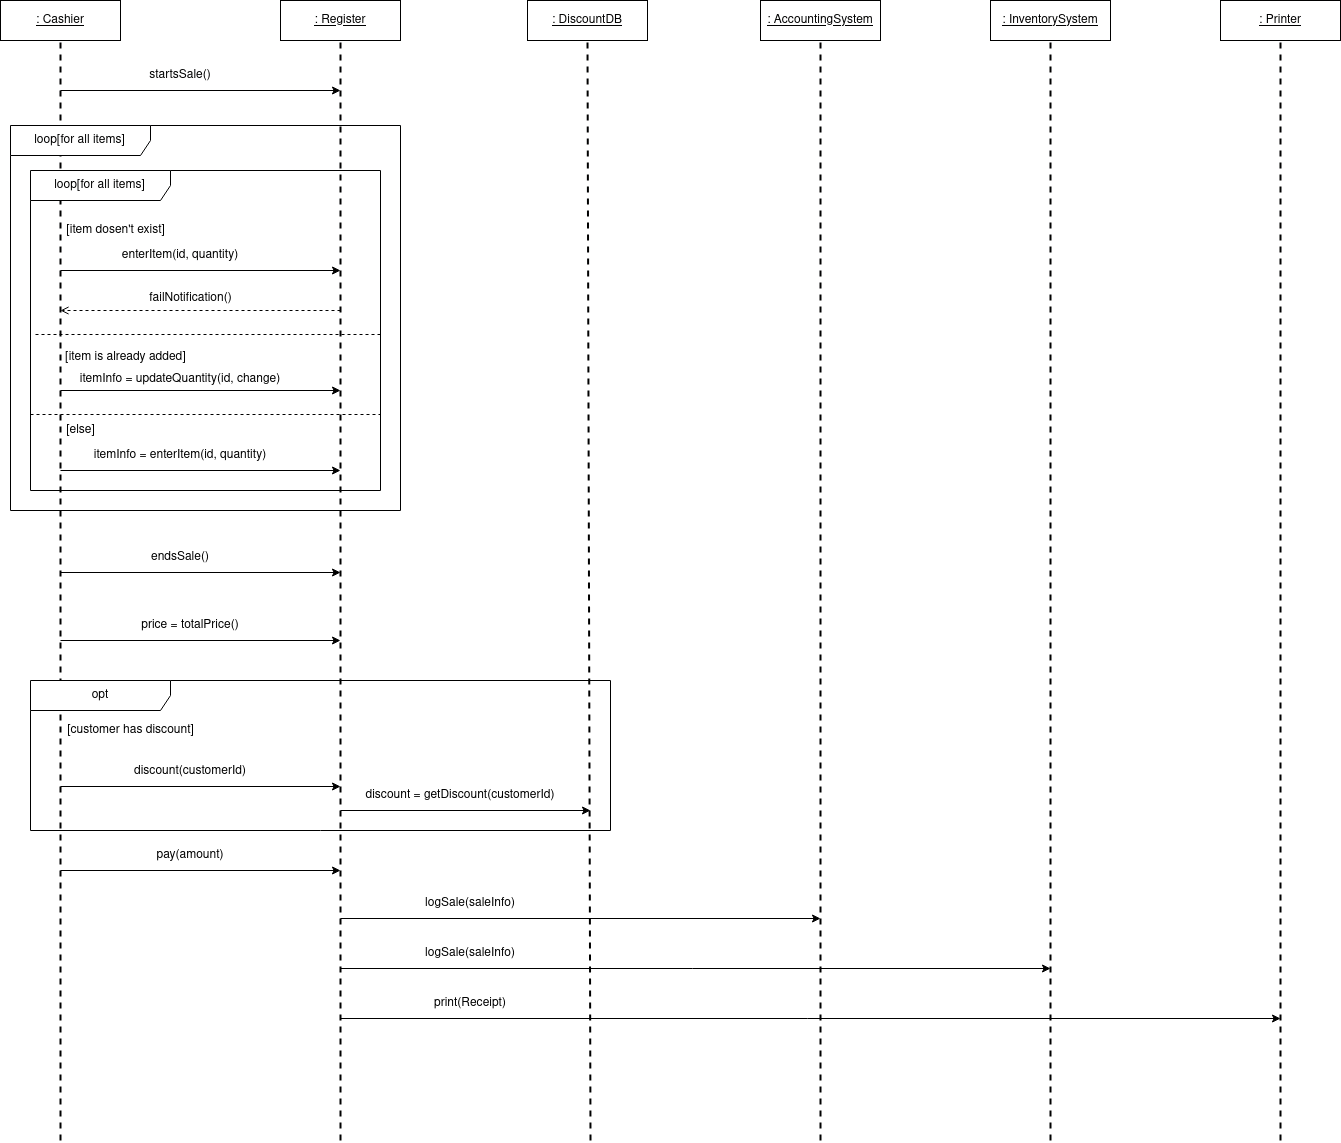 : Cashier
: Register
: DiscountDB
: AccountingSystem
: InventorySystem
: Printer
startsSale()
loop[for all items]
loop[for all items]
[item dosen't exist]
enterItem(id, quantity)
failNotification()
[item is already added]
itemInfo = updateQuantity(id, change)
[else]
itemInfo = enterItem(id, quantity)
endsSale()
price = totalPrice()
opt
[customer has discount]
discount(customerId)
discount = getDiscount(customerId)
pay(amount)
logSale(saleInfo)
logSale(saleInfo)
print(Receipt)